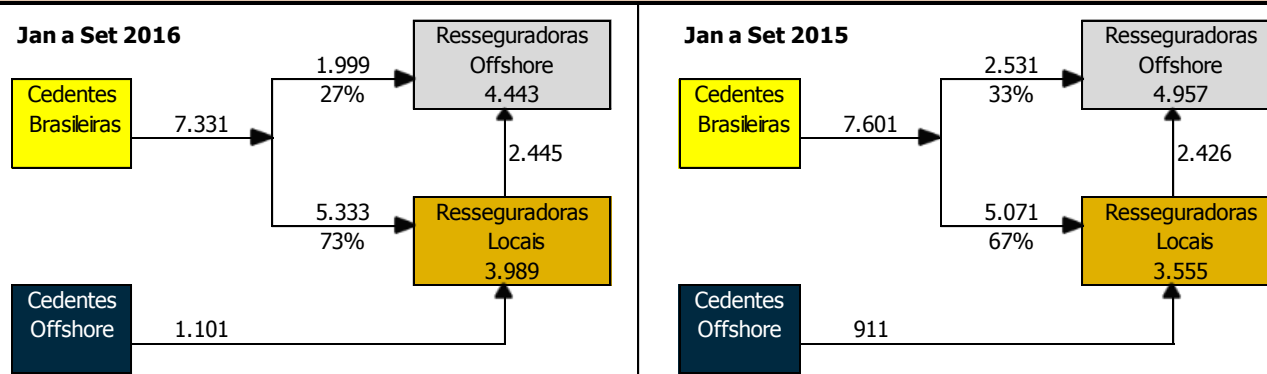 Jan a Set 2016
Resseguradoras
Offshore
4.443
1.999
27%
Cedentes
Brasileiras
7.331
2.445
5.333
73%
Resseguradoras
Locais
3.989
Cedentes
Offshore
1.101
Jan a Set 2015
Resseguradoras
Offshore
4.957
2.531
33%
Cedentes
Brasileiras
7.601
2.426
5.071
67%
Resseguradoras
Locais
3.555
Cedentes
Offshore
911